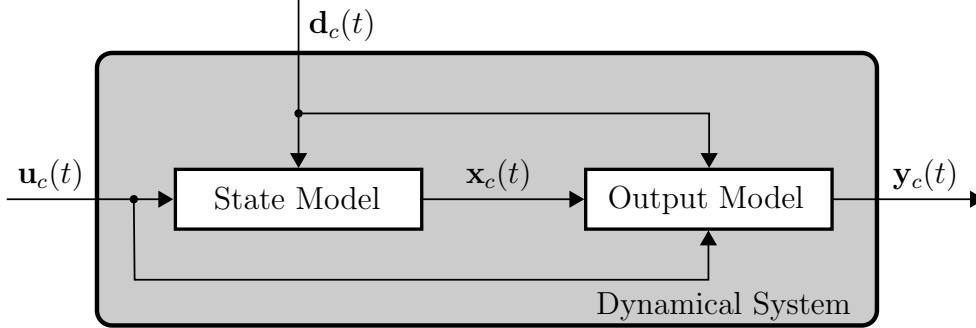 d_c(t)
u_c(t)
State Model
x_c(t)
Output Model
y_c(t)
Dynamical System